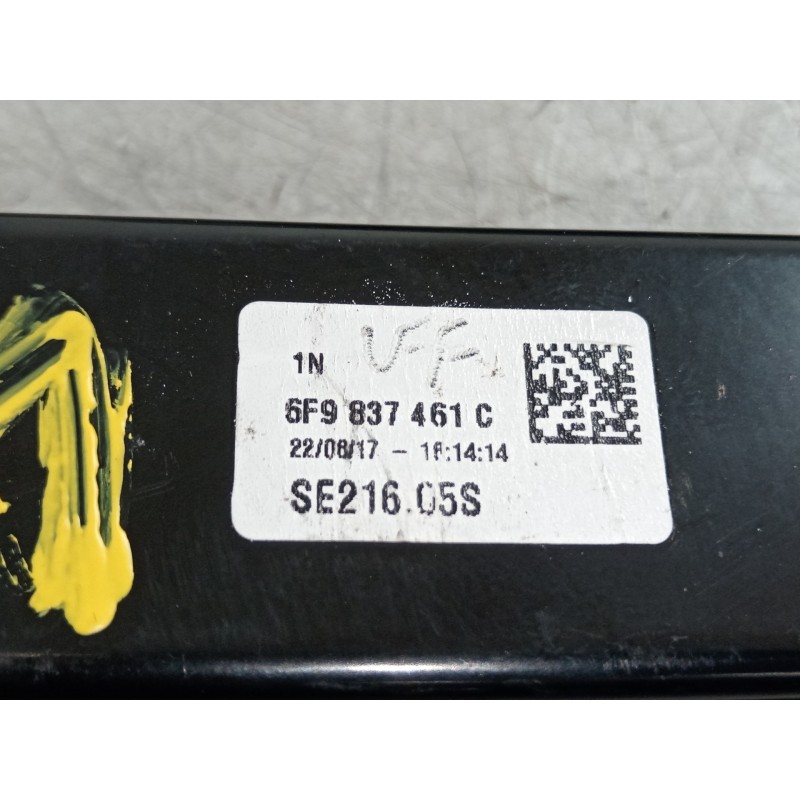 1N
6F9 837 461 C
22/08/17 - 18:14:14
SE216.05S